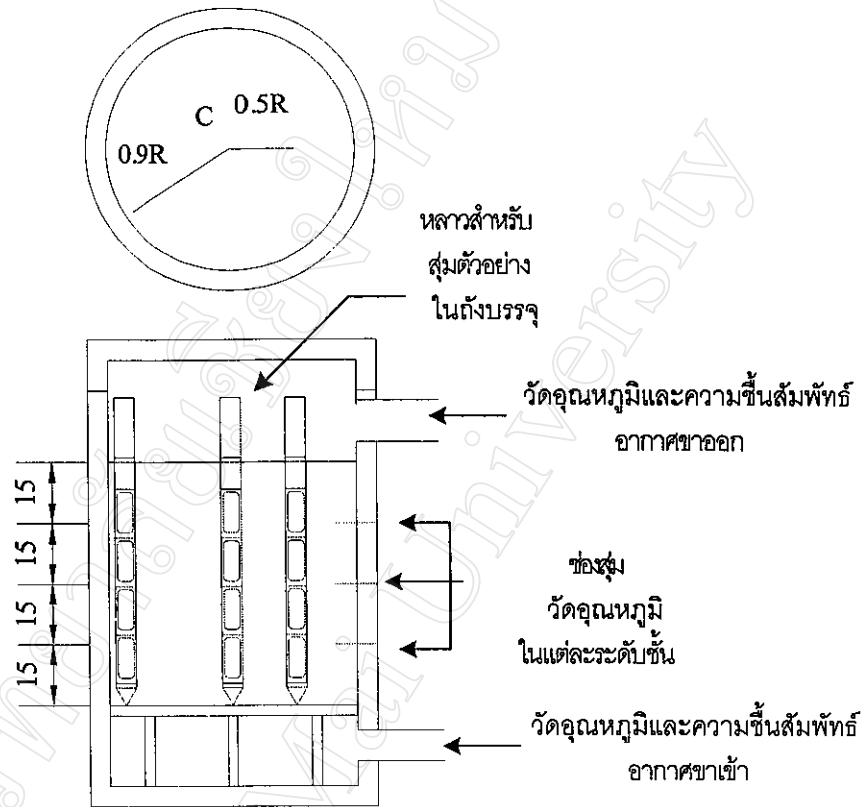 C 0.5R
0.9R
หลาวสำหรับ
สุ่มตัวอย่าง
ในถังบรรจุ
วัดอุณหภูมิและความชื้นสัมพัทธ์
อากาศขาออก
15
15
15
15
ช่องสุ่ม
วัดอุณหภูมิ
ในแต่ละระดับชั้น
วัดอุณหภูมิและความชื้นสัมพัทธ์
อากาศขาเข้า
Mai University